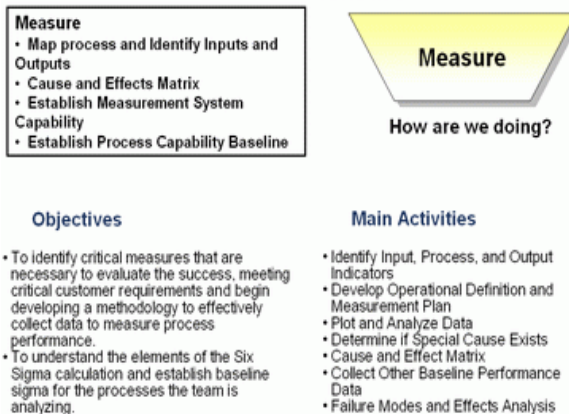 Measure
• Map process and Identify Inputs and
Outputs
• Cause and Effects Matrix
• Establish Measurement System
Capability
• Establish Process Capability Baseline
Measure
How are we doing?
Objectives
• To identify critical measures that are
necessary to evaluate the success, meeting
critical customer requirements and begin
developing a methodology to effectively
collect data to measure process
performance.
• To understand the elements of the Six
Sigma calculation and establish baseline
sigma for the processes the team is
analyzing.
Main Activities
• Identify Input, Process, and Output
Indicators
• Develop Operational Definition and
Measurement Plan
• Plot and Analyze Data
• Determine if Special Cause Exists
• Cause and Effect Matrix
• Collect Other Baseline Performance
Data
• Failure Modes and Effects Analysis